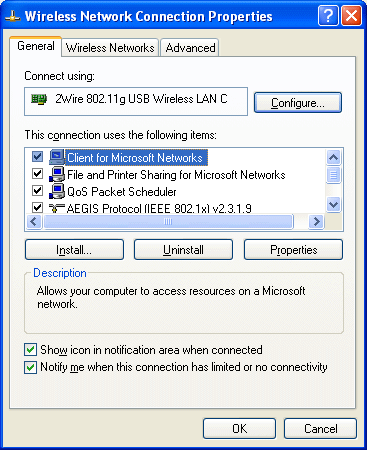 Wireless Network Connection Properties
General
Wireless Networks
Advanced
Connect using:
2Wire 802.11g USB Wireless LAN C
Configure...
This connection uses the following items:
Client for Microsoft Networks
File and Printer Sharing for Microsoft Networks
QoS Packet Scheduler
AEGIS Protocol (IEEE 802.1x) v2.3.1.9
Install...
Uninstall
Properties
Description
Allows your computer to access resources on a Microsoft
network.
Show icon in notification area when connected
Notify me when this connection has limited or no connectivity
OK
Cancel